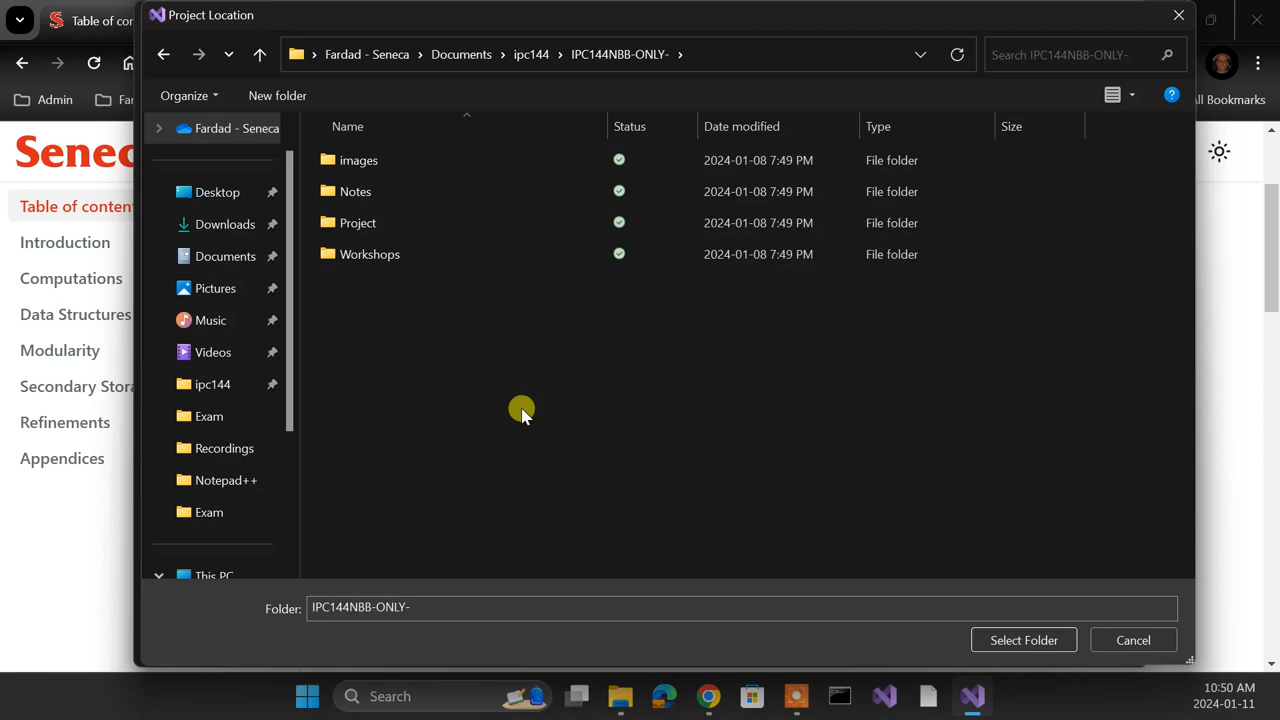 Table of cor
Project Location
Fardad - Seneca
Documents
ipc144
IPC144NBB-ONLY-
Search IPC144NBB-ONLY-
Admin
Far
All Bookmarks
Organize
New folder
?
Fardad - Seneca
Name
Status
Date modified
Type
Size
Senec
images
2024-01-08 7:49 PM
File folder
Desktop
Notes
2024-01-08 7:49 PM
File folder
Table of content
Downloads
Project
2024-01-08 7:49 PM
File folder
Introduction
Documents
Workshops
2024-01-08 7:49 PM
File folder
Computations
Pictures
Data Structures
Music
Modularity
Videos
Secondary Stora
ipc144
Refinements
Exam
Appendices
Recordings
Notepad++
Exam
This PC
Folder:
IPC144NBB-ONLY-
Select Folder
Cancel
Search
10:50 AM
2024-01-11